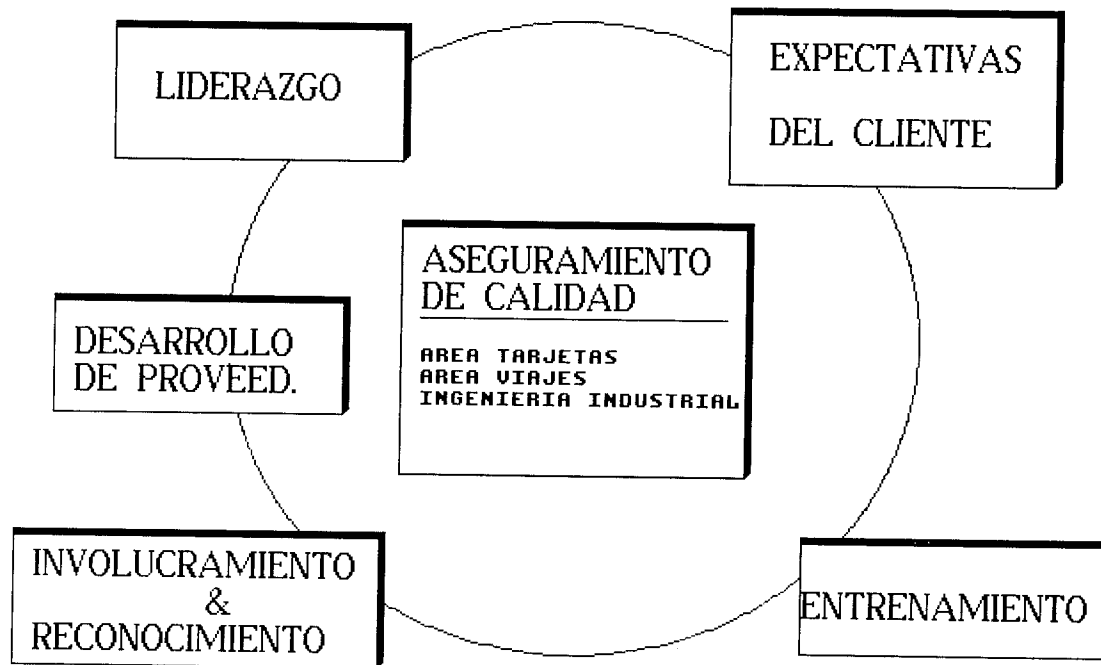 LIDERAZGO
EXPECTATIVAS
DEL CLIENTE
ASEGURAMIENTO
DE CALIDAD
AREA TARJETAS
AREA VIAJES
INGENIERIA INDUSTRIAL
DESARROLLO
DE PROVEED.
INVOLUCRAMIENTO
&
RECONOCIMIENTO
ENTRENAMIENTO